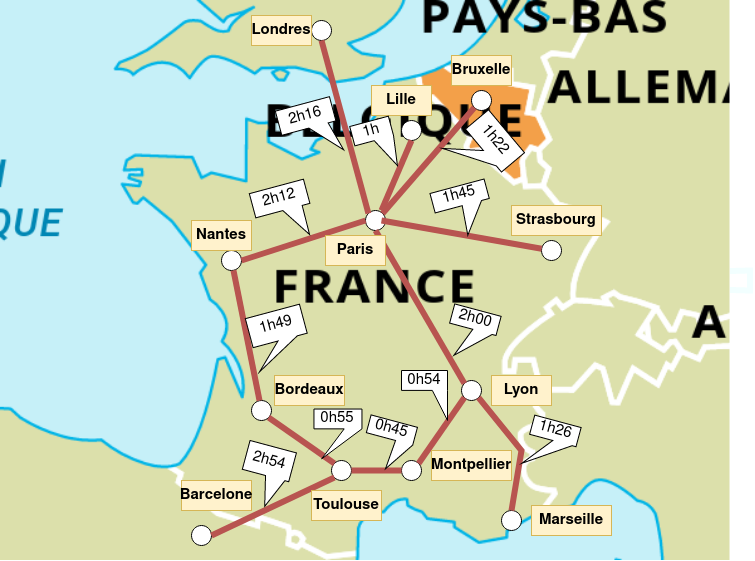 PAYS-BAS
Londres
Bruxelle
ALLEMA
Lille
BELGIQUE
2h16
1h
1h22
2h12
1h45
Strasbourg
Nantes
QUE
Paris
FRANCE
1h49
2h00
A
0h54
Bordeaux
Lyon
0h55
0h45
1h26
2h54
Montpellier
Barcelone
Toulouse
Marseille